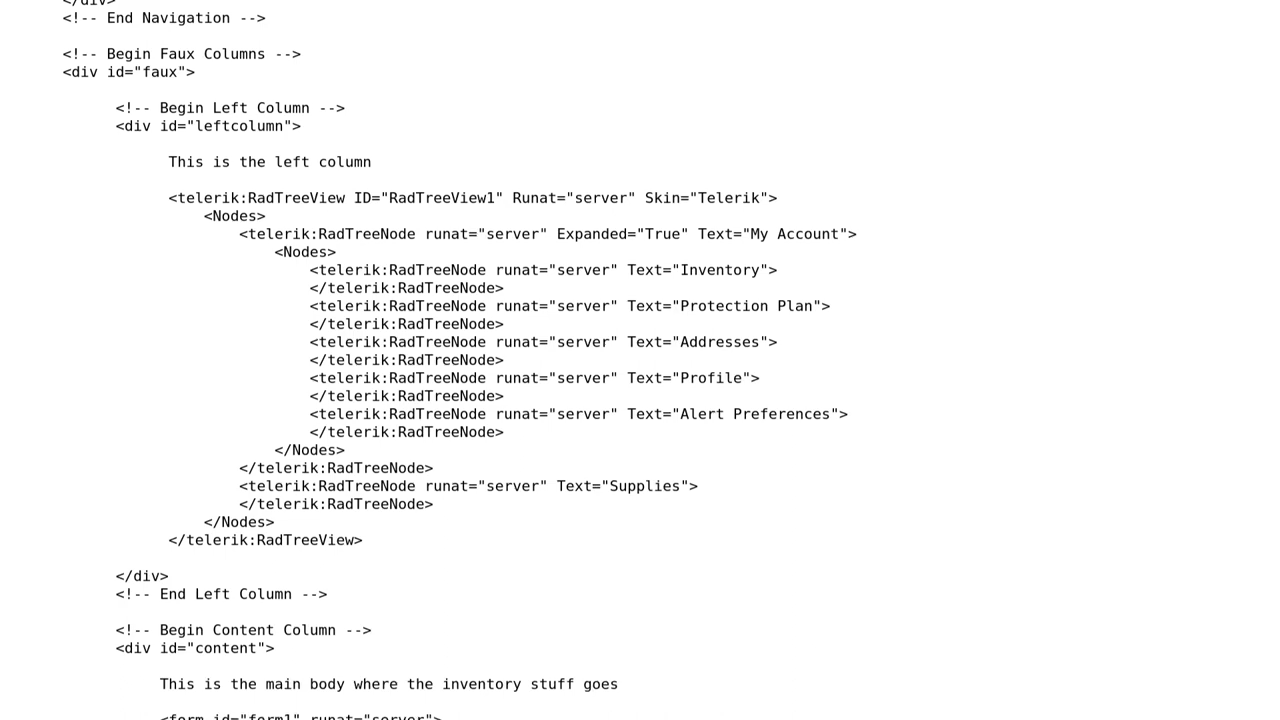 </div>
<!-- End Navigation -->
<!-- Begin Faux Columns -->
<div id="faux">
<!-- Begin Left Column -->
<div id="leftcolumn">
This is the left column
<telerik:RadTreeView ID="RadTreeView1" Runat="server" Skin="Telerik">
<Nodes>
<telerik:RadTreeNode runat="server" Expanded="True" Text="My Account">
<Nodes>
<telerik:RadTreeNode runat="server" Text="Inventory">
</telerik:RadTreeNode>
<telerik:RadTreeNode runat="server" Text="Protection Plan">
</telerik:RadTreeNode>
<telerik:RadTreeNode runat="server" Text="Addresses">
</telerik:RadTreeNode>
<telerik:RadTreeNode runat="server" Text="Profile">
</telerik:RadTreeNode>
<telerik:RadTreeNode runat="server" Text="Alert Preferences">
</telerik:RadTreeNode>
</Nodes>
</telerik:RadTreeNode>
<telerik:RadTreeNode runat="server" Text="Supplies">
</telerik:RadTreeNode>
</Nodes>
</telerik:RadTreeView>
</div>
<!-- End Left Column -->
<!-- Begin Content Column -->
<div id="content">
This is the main body where the inventory stuff goes
<form id="form1" runat="server">